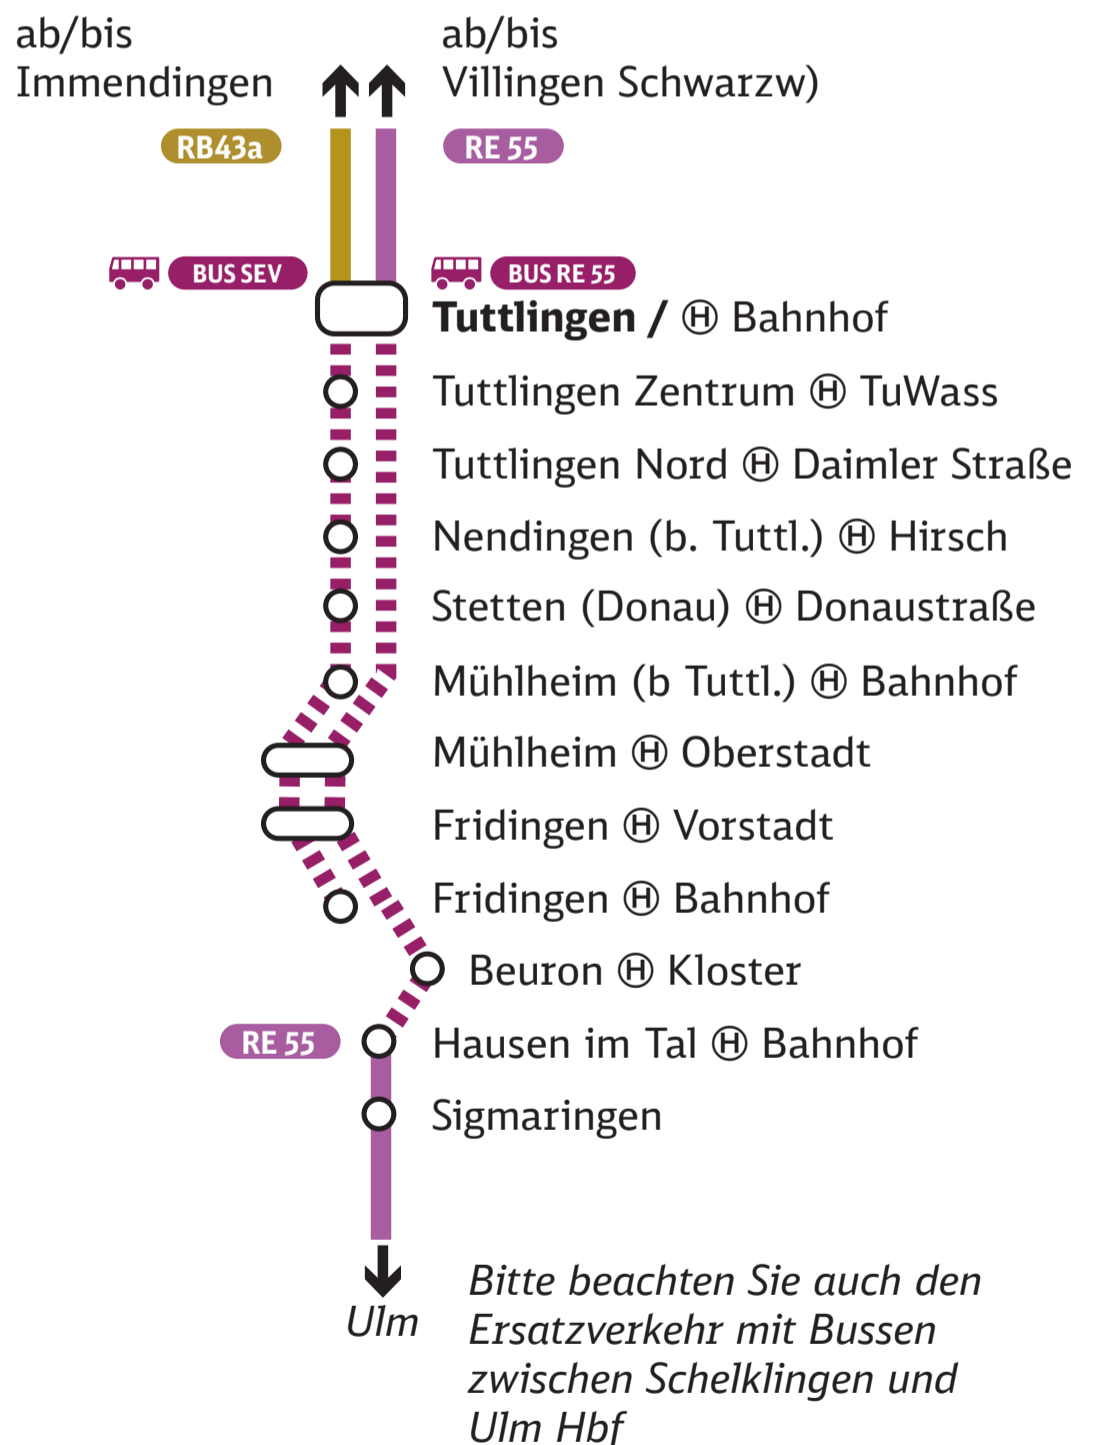 ab/bis
Immendingen
ab/bis
Villingen Schwarzw)
RB43a
RE 55
BUS SEV
BUS RE 55
Tuttlingen / Ⓗ Bahnhof
Tuttlingen Zentrum Ⓗ TuWass
Tuttlingen Nord Ⓗ Daimler Straße
Nendingen (b. Tuttl.) Ⓗ Hirsch
Stetten (Donau) Ⓗ Donaustraße
Mühlheim (b Tuttl.) Ⓗ Bahnhof
Mühlheim Ⓗ Oberstadt
Fridingen Ⓗ Vorstadt
Fridingen Ⓗ Bahnhof
Beuron Ⓗ Kloster
RE 55
Hausen im Tal Ⓗ Bahnhof
Sigmaringen
Ulm
Bitte beachten Sie auch den
Ersatzverkehr mit Bussen
zwischen Schelklingen und
Ulm Hbf